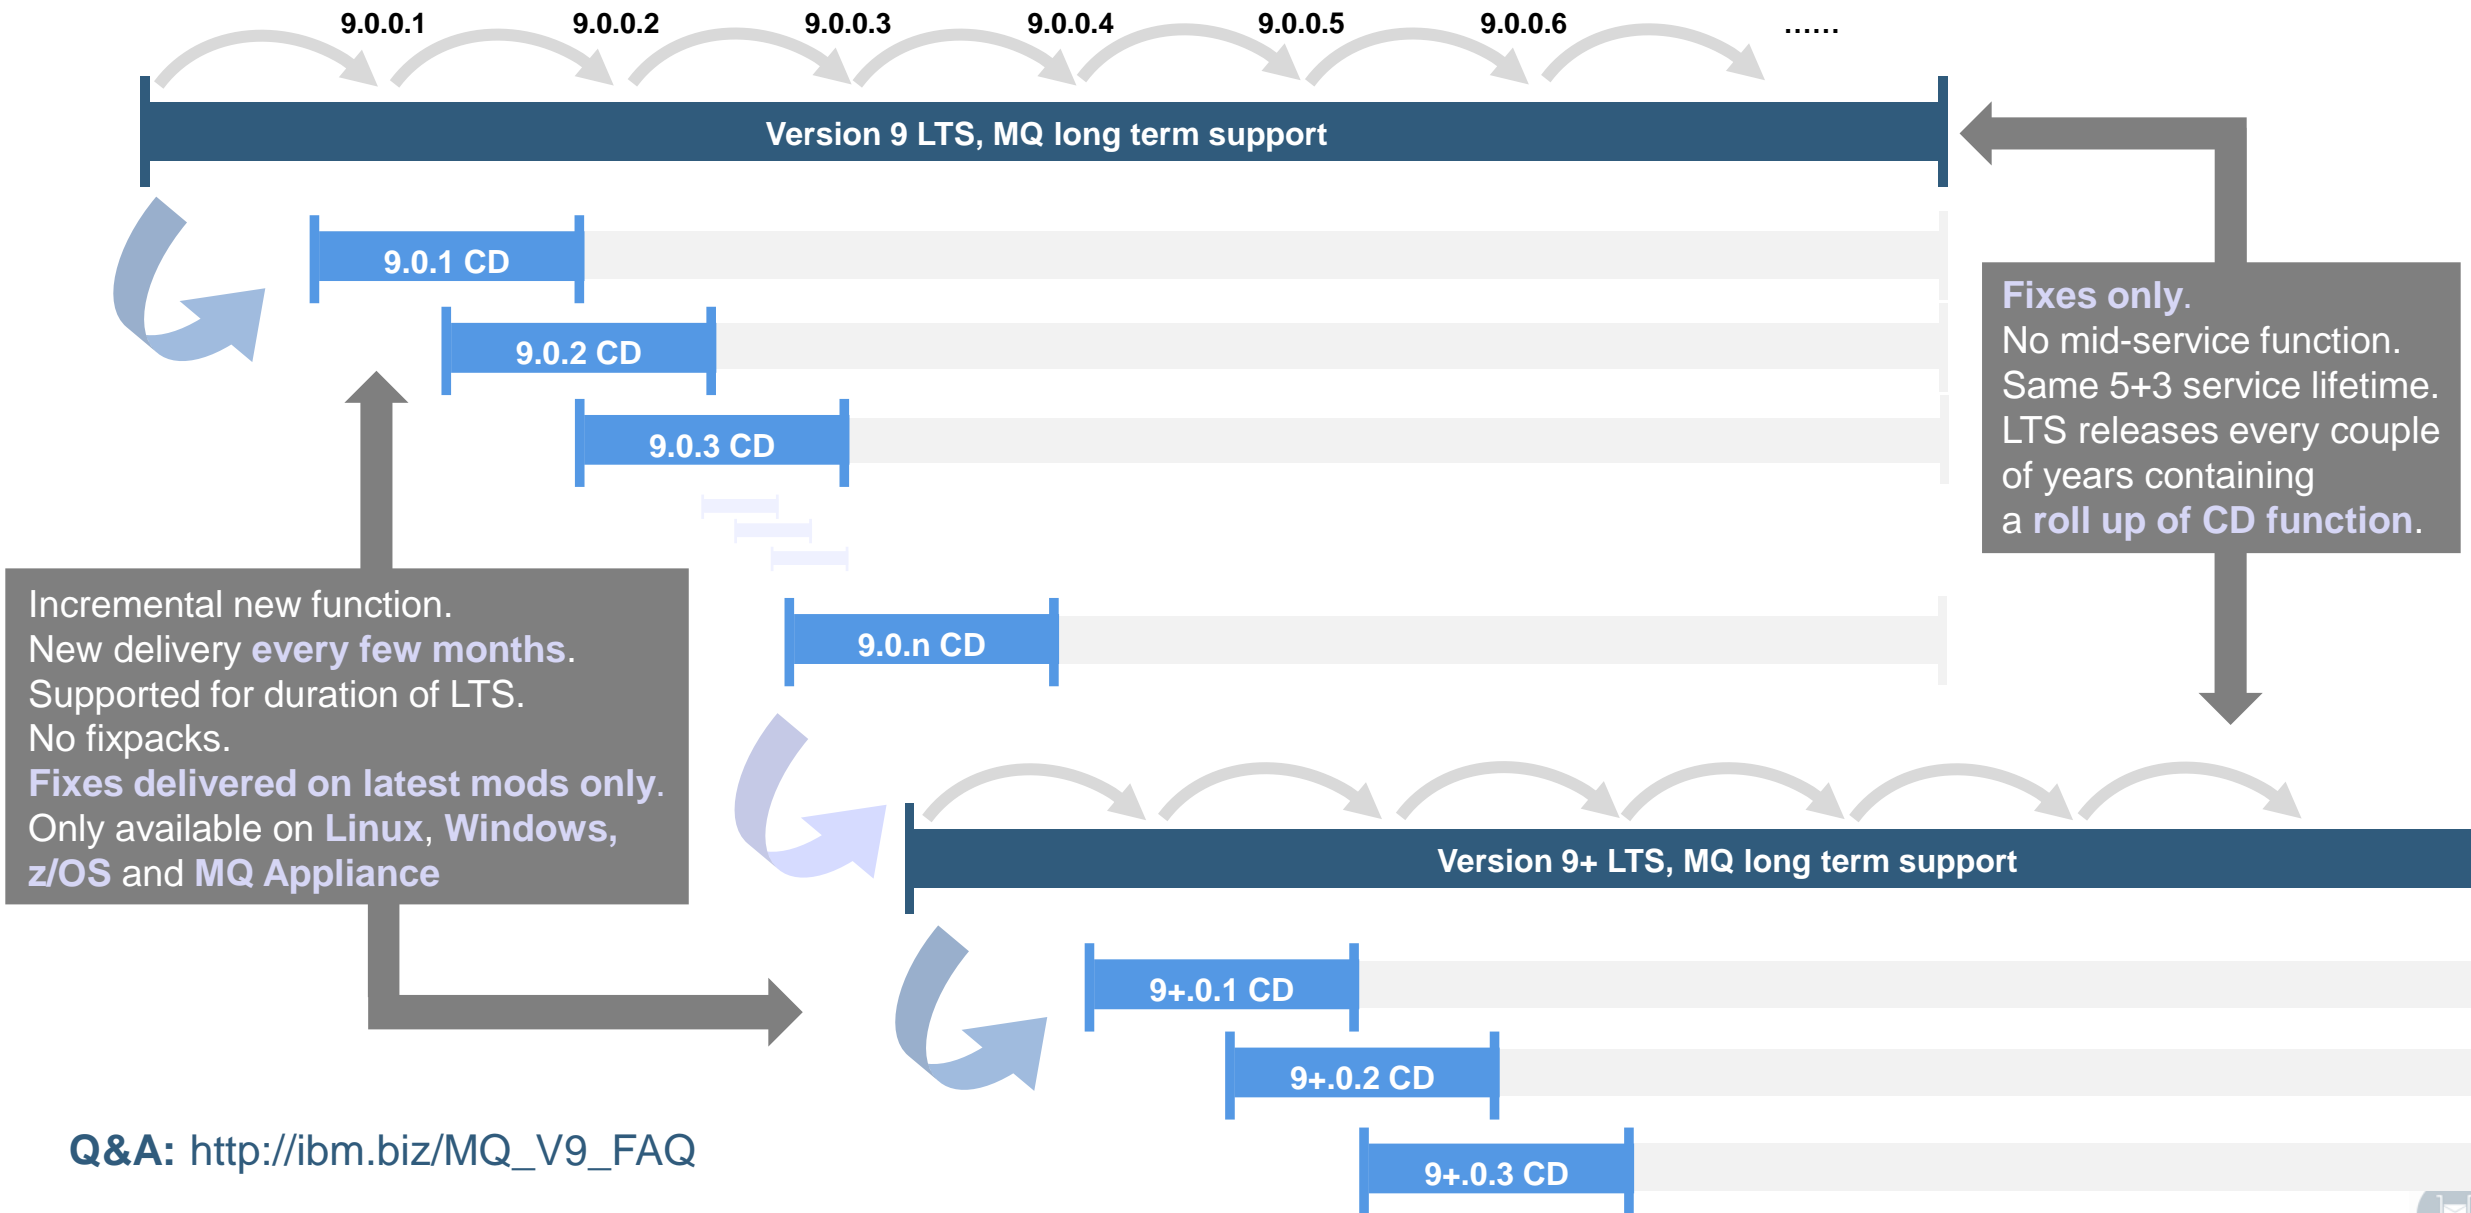 9.0.0.1 9.0.0.2 9.0.0.3 9.0.0.4 9.0.0.5 9.0.0.6 ......
Version 9 LTS, MQ long term support
9.0.1 CD
9.0.2 CD
9.0.3 CD
Fixes only.
No mid-service function.
Same 5+3 service lifetime.
LTS releases every couple
of years containing
a roll up of CD function.
Incremental new function.
New delivery every few months.
Supported for duration of LTS.
No fixpacks.
Fixes delivered on latest mods only.
Only available on Linux, Windows,
z/OS and MQ Appliance
9.0.n CD
Version 9+ LTS, MQ long term support
9+.0.1 CD
9+.0.2 CD
9+.0.3 CD
Q&A: http://ibm.biz/MQ_V9_FAQ